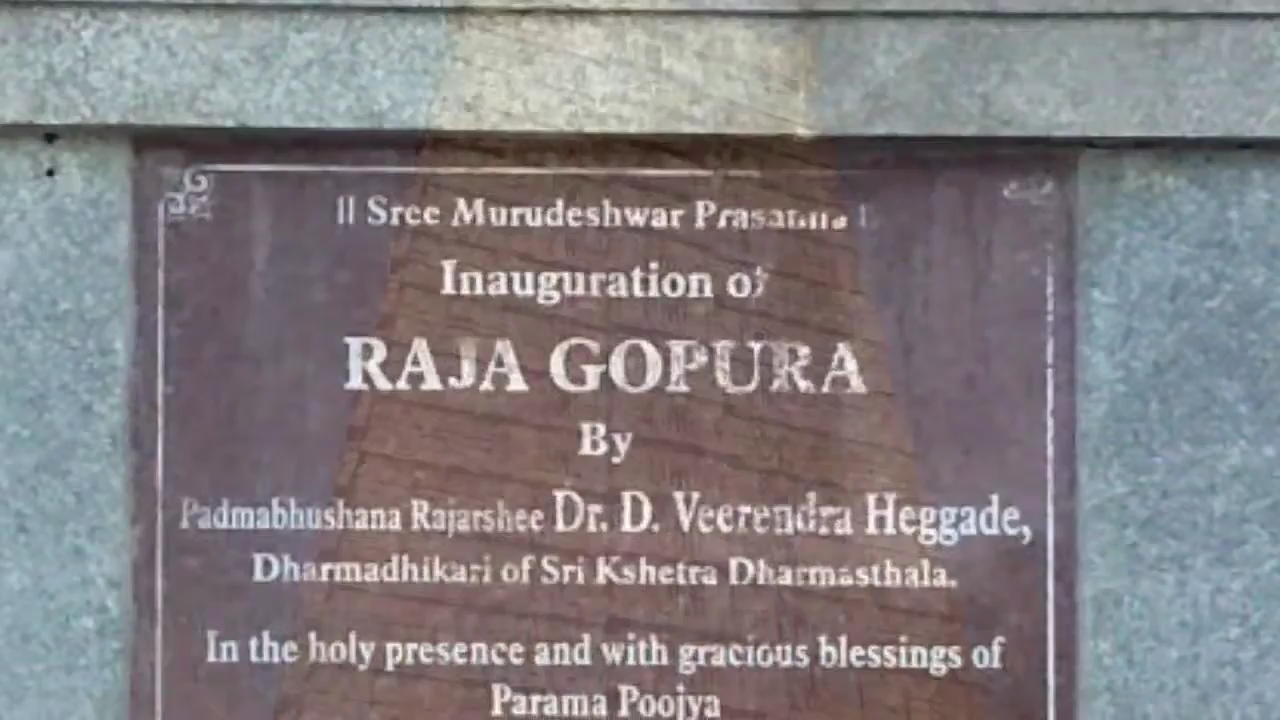 || Sree Murudeshwar Prasanna ||
Inauguration of
RAJA GOPURA
By
Padmabhushana Rajarshee Dr. D. Veerendra Heggade,
Dharmadhikari of Sri Kshetra Dharmasthala.
In the holy presence and with gracious blessings of
Parama Poojya